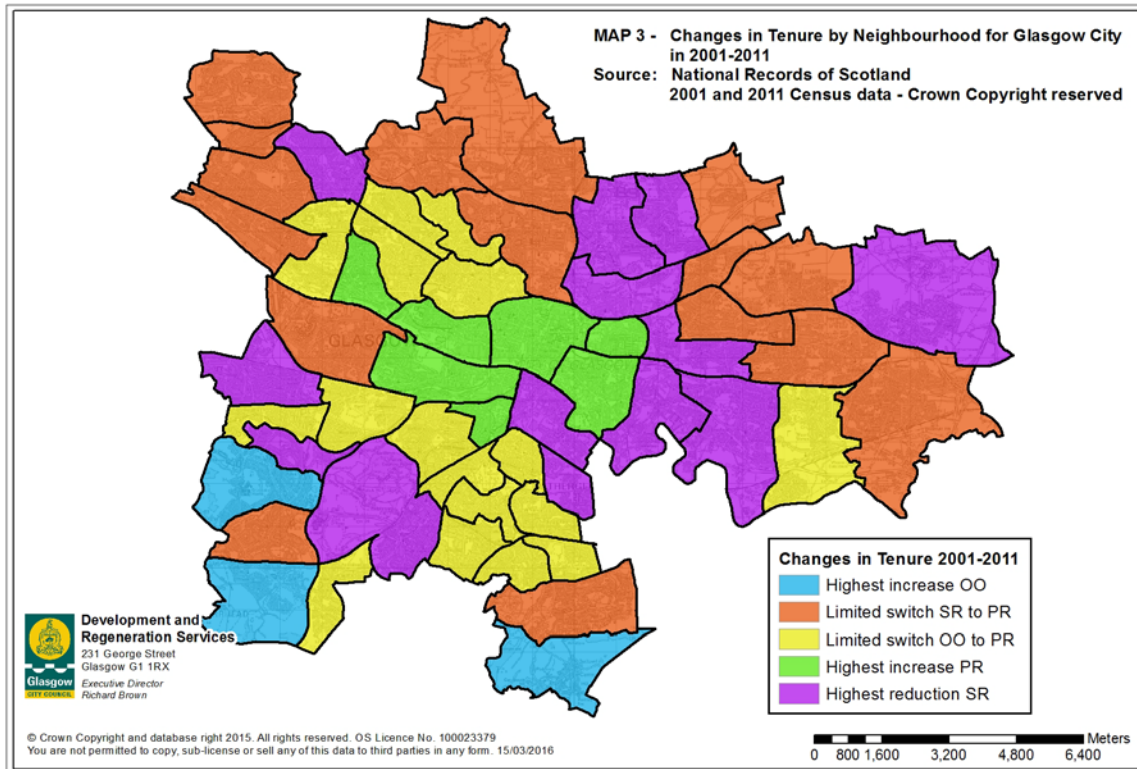 MAP 3 - Changes in Tenure by Neighbourhood for Glasgow City
in 2001-2011
Source: National Records of Scotland
2001 and 2011 Census data - Crown Copyright reserved
Changes in Tenure 2001-2011
Highest increase OO
Limited switch SR to PR
Limited switch OO to PR
Highest increase PR
Highest reduction SR
Development and
Regeneration Services
231 George Street
Glasgow G1 1RX
Executive Director
Richard Brown
Glasgow
CITY COUNCIL
© Crown Copyright and database right 2015. All rights reserved. OS Licence No. 100023379
You are not permitted to copy, sub-license or sell any of this data to third parties in any form. 15/03/2016
Meters
0 800 1,600 3,200 4,800 6,400